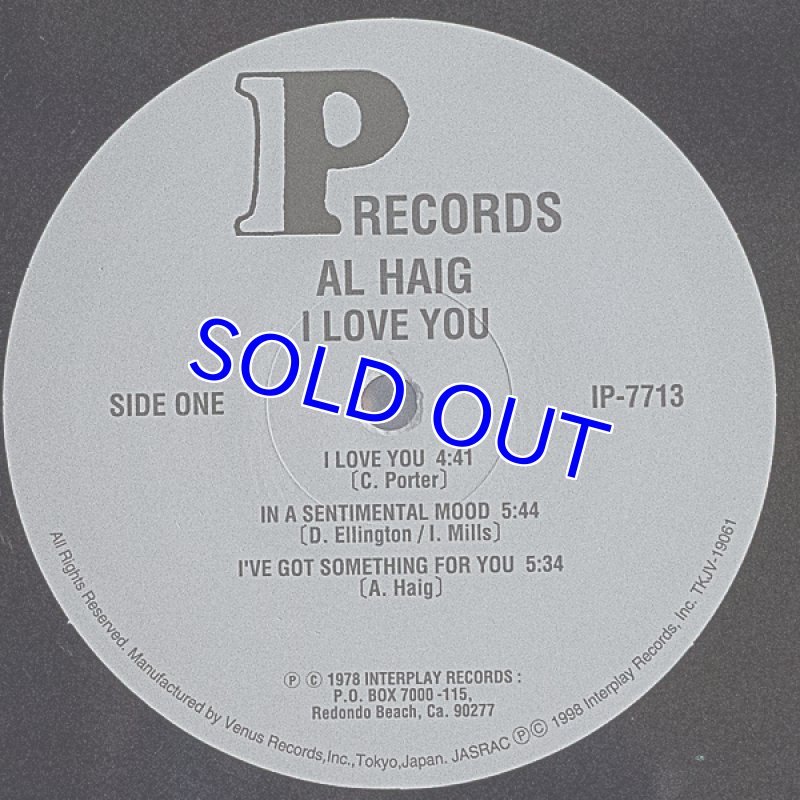 P RECORDS
AL HAIG
I LOVE YOU
SOLD OUT
SIDE ONE
IP-7713
I LOVE YOU 4:41
(C. Porter)
IN A SENTIMENTAL MOOD 5:44
(D. Ellington / I. Mills)
I'VE GOT SOMETHING FOR YOU 5:34
(A. Haig)
Ⓟ © 1978 INTERPLAY RECORDS :
P.O. BOX 7000 -115,
Redondo Beach, Ca. 90277
All Rights Reserved. Manufactured by Venus Records,Inc.,Tokyo,Japan. JASRAC Ⓟ© 1998 Interplay Records, Inc. TKJV-19061